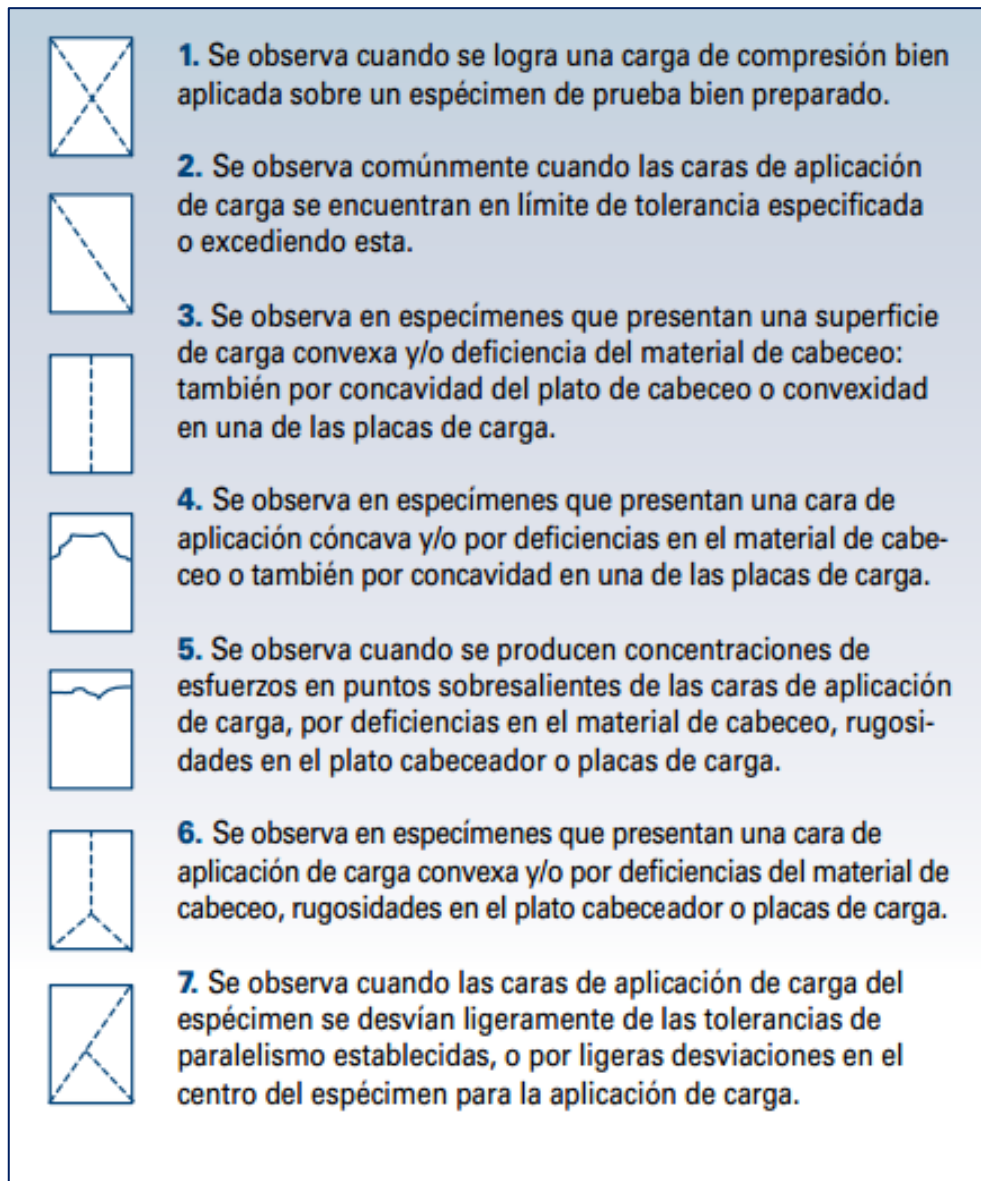 1. Se observa cuando se logra una carga de compresión bien
aplicada sobre un espécimen de prueba bien preparado.
2. Se observa comúnmente cuando las caras de aplicación
de carga se encuentran en límite de tolerancia especificada
o excediendo esta.
3. Se observa en especímenes que presentan una superficie
de carga convexa y/o deficiencia del material de cabeceo:
también por concavidad del plato de cabeceo o convexidad
en una de las placas de carga.
4. Se observa en especímenes que presentan una cara de
aplicación cóncava y/o por deficiencias en el material de cabe-
ceo o también por concavidad en una de las placas de carga.
5. Se observa cuando se producen concentraciones de
esfuerzos en puntos sobresalientes de las caras de aplicación
de carga, por deficiencias en el material de cabeceo, rugosi-
dades en el plato cabeceador o placas de carga.
6. Se observa en especímenes que presentan una cara de
aplicación de carga convexa y/o por deficiencias del material de
cabeceo, rugosidades en el plato cabeceador o placas de carga.
7. Se observa cuando las caras de aplicación de carga del
espécimen se desvían ligeramente de las tolerancias de
paralelismo establecidas, o por ligeras desviaciones en el
centro del espécimen para la aplicación de carga.